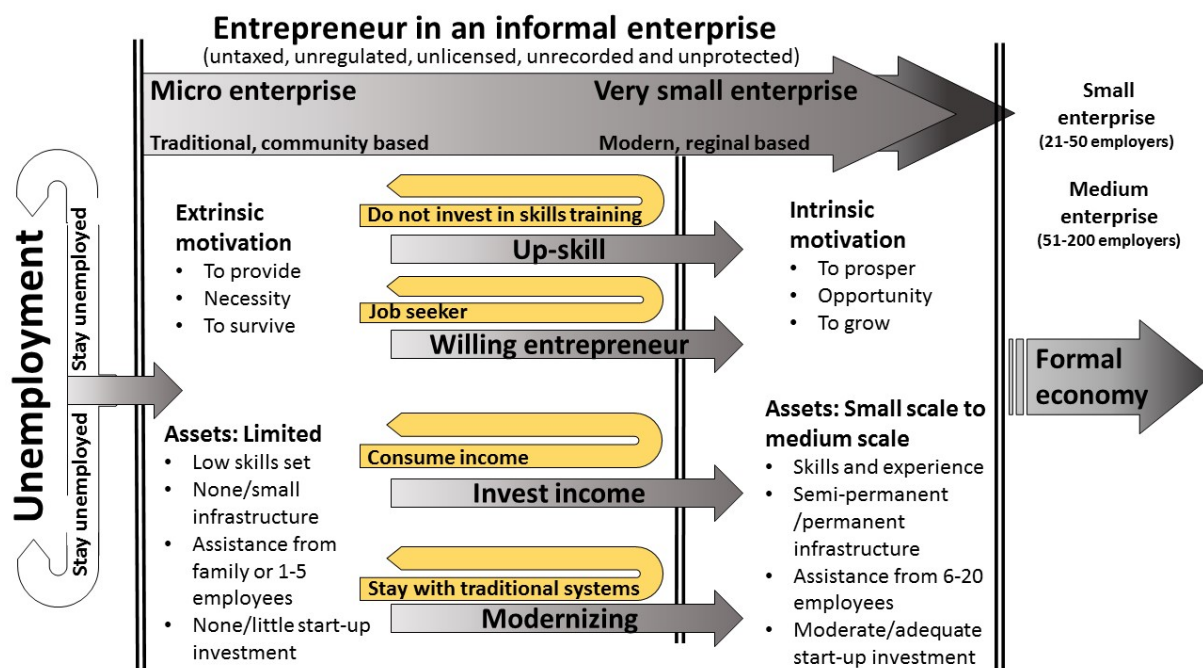 Entrepreneur in an informal enterprise
(untaxed, unregulated, unlicensed, unrecorded and unprotected)
Micro enterprise
Very small enterprise
Traditional, community based
Modern, reginal based
Small
enterprise
(21-50 employers)
Medium
enterprise
(51-200 employers)
Unemployment
Stay unemployed
Stay unemployed
Extrinsic
motivation
• To provide
• Necessity
• To survive
Do not invest in skills training
Up-skill
Job seeker
Willing entrepreneur
Intrinsic
motivation
• To prosper
• Opportunity
• To grow
Formal
economy
Assets: Limited
• Low skills set
• None/small
infrastructure
• Assistance from
family or 1-5
employees
• None/little start-up
investment
Consume income
Invest income
Stay with traditional systems
Modernizing
Assets: Small scale to
medium scale
• Skills and experience
• Semi-permanent
/permanent
infrastructure
• Assistance from 6-20
employees
• Moderate/adequate
start-up investment